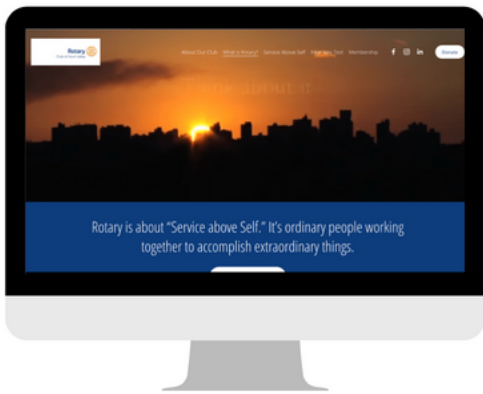 Rotary
About Our Club What Is Rotary? Service Above Self Membership
Donate
Rotary is about “Service above Self.” It’s ordinary people working
together to accomplish extraordinary things.